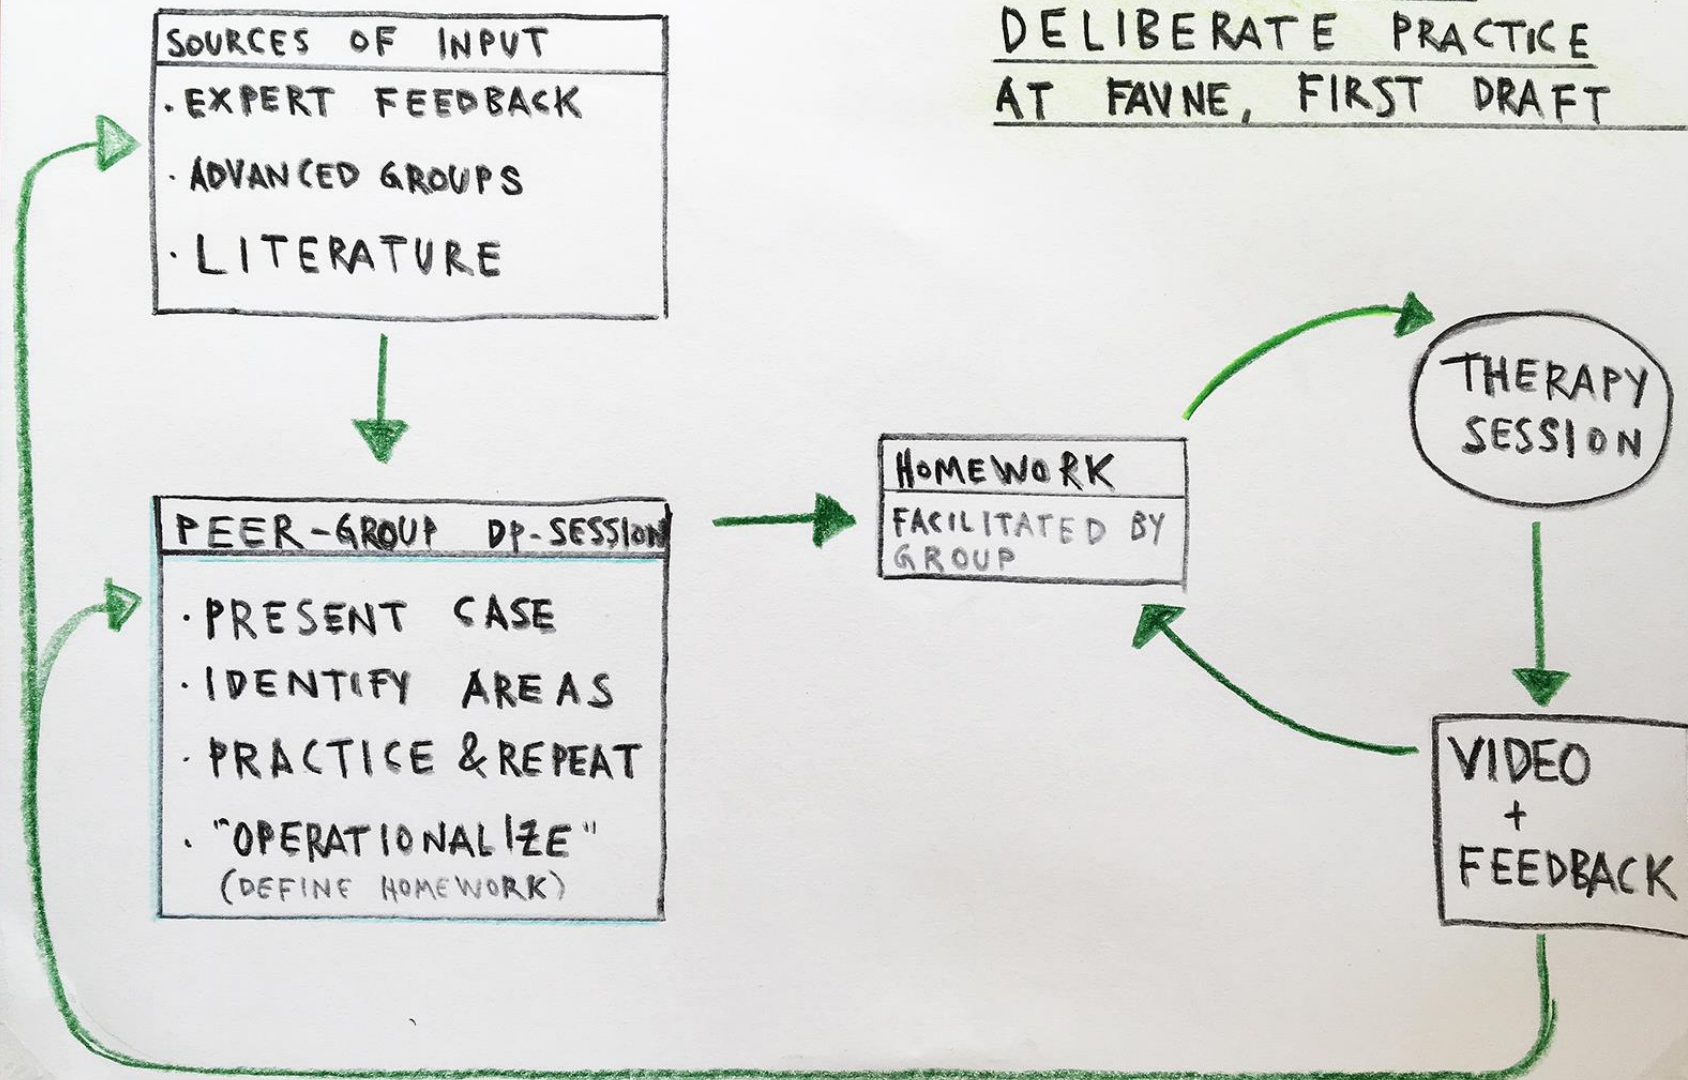 DELIBERATE PRACTICE
AT FAVNE, FIRST DRAFT
SOURCES OF INPUT
· EXPERT FEEDBACK
· ADVANCED GROUPS
· LITERATURE
PEER-GROUP DP-SESSION
· PRESENT CASE
· IDENTIFY AREAS
· PRACTICE & REPEAT
· "OPERATIONALIZE"
(DEFINE HOMEWORK)
HOMEWORK
FACILITATED BY
GROUP
THERAPY
SESSION
VIDEO
+
FEEDBACK